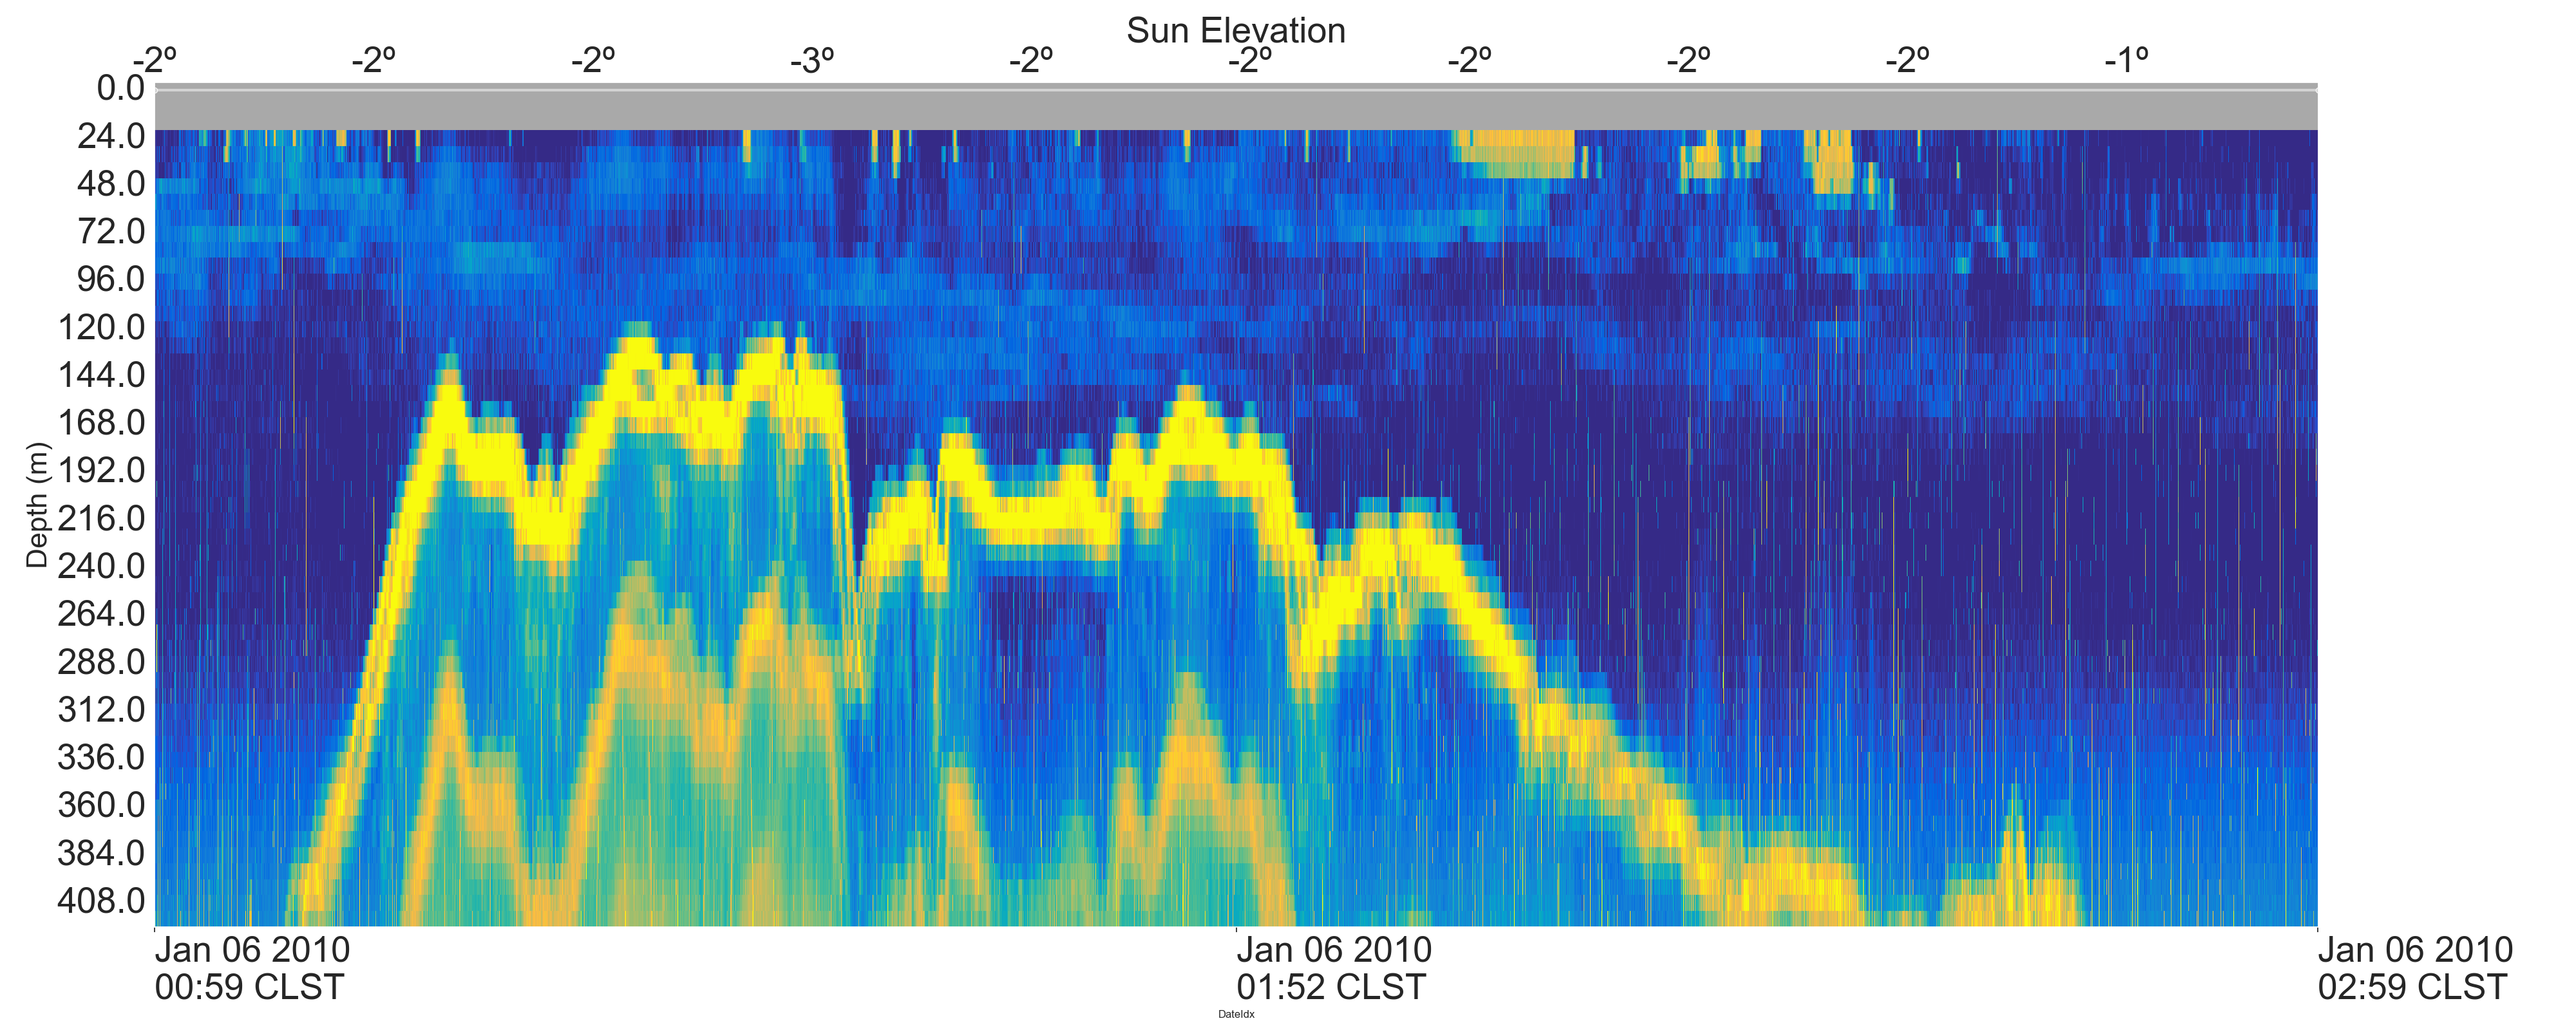 Sun Elevation
-2º -2º -2º -3º -2º -2º -2º -2º -2º -1º
0.0
24.0
48.0
72.0
96.0
120.0
144.0
168.0
192.0
216.0
240.0
264.0
288.0
312.0
336.0
360.0
384.0
408.0
Depth (m)
Jan 06 2010
00:59 CLST
Jan 06 2010
01:52 CLST
Jan 06 2010
02:59 CLST
DateIdx